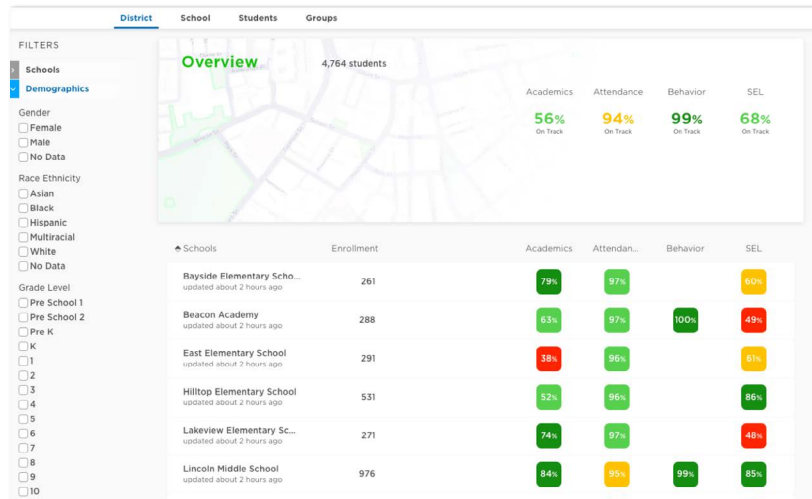 District School Students Groups
FILTERS
Schools
Demographics
Gender
Female
Male
No Data
Race Ethnicity
Asian
Black
Hispanic
Multiracial
White
No Data
Grade Level
Pre School 1
Pre School 2
Pre K
K
1
2
3
4
5
6
7
8
9
10
Overview 4,764 students
Academics Attendance Behavior SEL
56% 94% 99% 68%
On Track On Track On Track On Track
Schools Enrollment Academics Attendan... Behavior SEL
Bayside Elementary Scho... 261 79% 97% 60%
updated about 2 hours ago
Beacon Academy 288 63% 97% 100% 49%
updated about 2 hours ago
East Elementary School 291 38% 96% 61%
updated about 2 hours ago
Hilltop Elementary School 531 52% 96% 86%
updated about 2 hours ago
Lakeview Elementary Sc... 271 74% 97% 48%
updated about 2 hours ago
Lincoln Middle School 976 84% 95% 99% 85%
updated about 2 hours ago